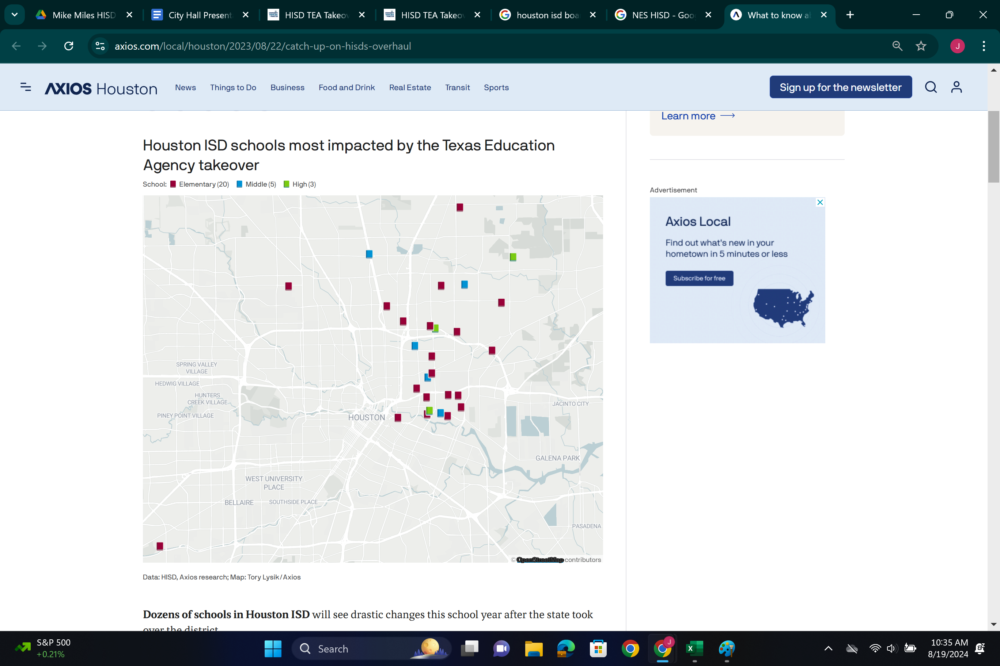 Mike Miles HISD
City Hall Present
HISD TEA Takeov
HISD TEA Takeov
houston isd boa
NES HISD - Goo
What to know a
axios.com/local/houston/2023/08/22/catch-up-on-hisds-overhaul
J
AXIOS Houston
News
Things to Do
Business
Food and Drink
Real Estate
Transit
Sports
Sign up for the newsletter
Learn more
Houston ISD schools most impacted by the Texas Education
Agency takeover
School: Elementary (20) Middle (5) High (3)
SPRING VALLEY
VILLAGE
HEDWIG VILLAGE
HUNTERS
CREEK VILLAGE
PINEY POINT VILLAGE
HOUSTON
JACINTO CITY
GALENA PARK
WEST UNIVERSITY
PLACE
BELLAIRE
SOUTHSIDE PLACE
PASADENA
© OpenStreetMap contributors
Data: HISD, Axios research; Map: Tory Lysik/Axios
Dozens of schools in Houston ISD will see drastic changes this school year after the state took
over the district
Advertisement
Axios Local
Find out what's new in your
hometown in 5 minutes or less
Subscribe for free
S&P 500
+0.21%
Search
J
10:35 AM
8/19/2024